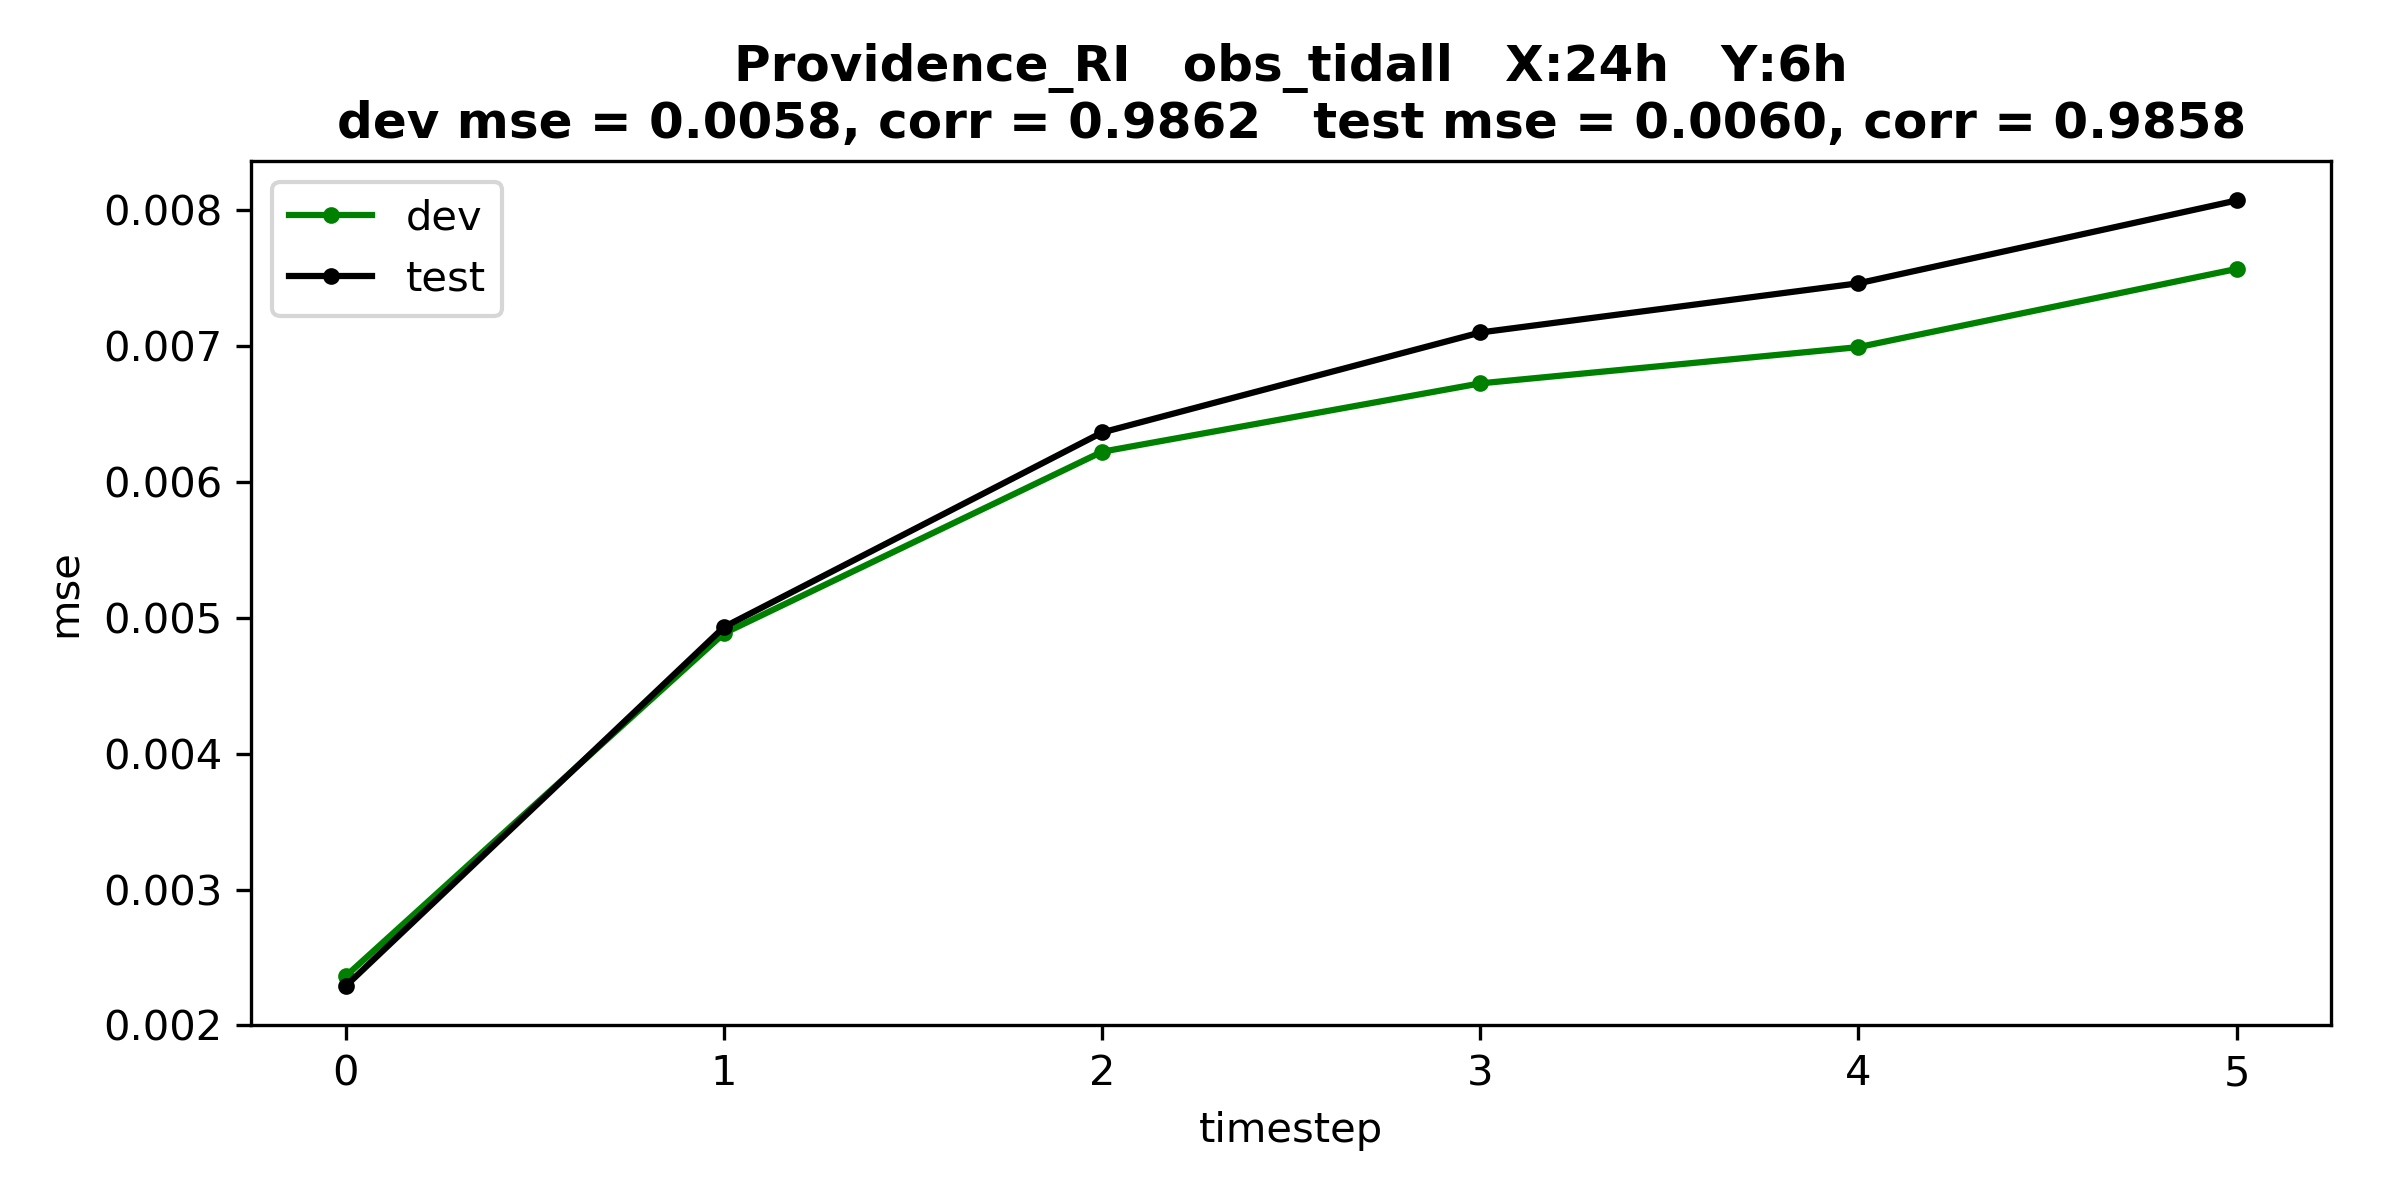 Providence_RI   obs_tidall   X:24h   Y:6h
dev mse = 0.0058, corr = 0.9862   test mse = 0.0060, corr = 0.9858
dev
test
0.008
0.007
0.006
0.005
0.004
0.003
0.002
mse
0 1 2 3 4 5
timestep